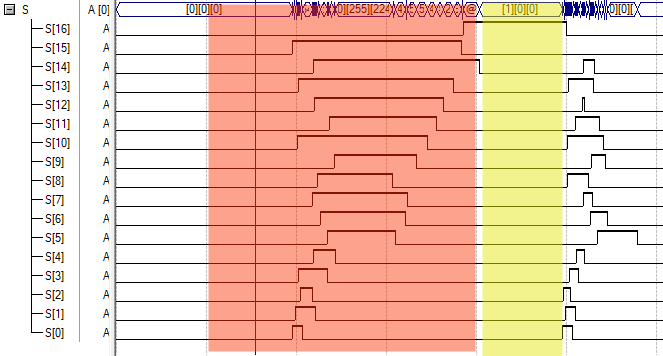 S A [0] [0][0][0] [0][255][224 [1][0][0] [0][0][
S[16] A
S[15] A
S[14] A
S[13] A
S[12] A
S[11] A
S[10] A
S[9] A
S[8] A
S[7] A
S[6] A
S[5] A
S[4] A
S[3] A
S[2] A
S[1] A
S[0] A